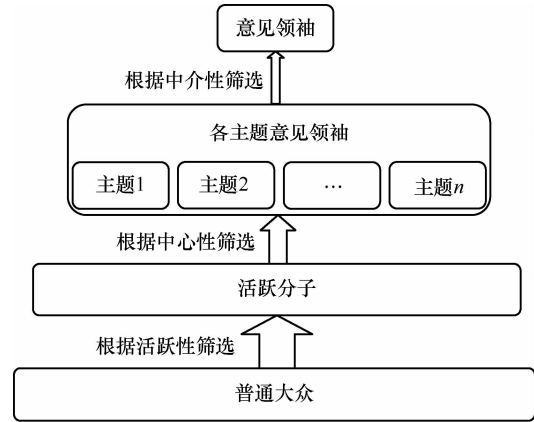 意见领袖
根据中介性筛选
各主题意见领袖
主题1 主题2 … 主题n
根据中心性筛选
活跃分子
根据活跃性筛选
普通大众